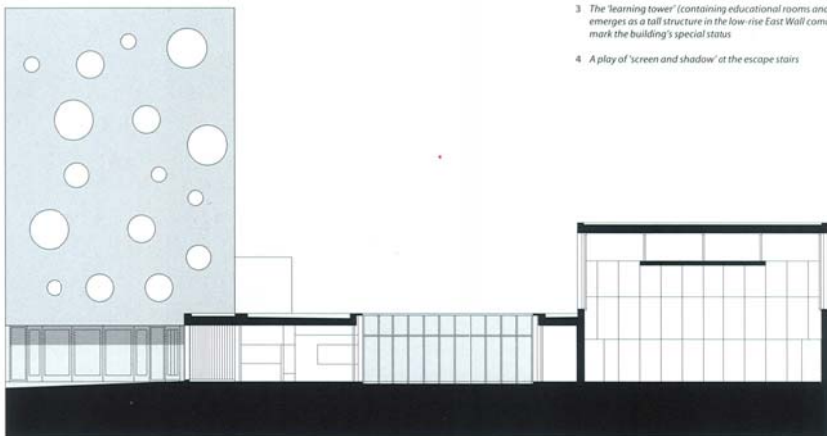 3 The 'learning tower' (containing educational rooms and
emerges as a tall structure in the low-rise East Wall
mark the building's special status
4 A play of 'screen and shadow' at the escape stairs